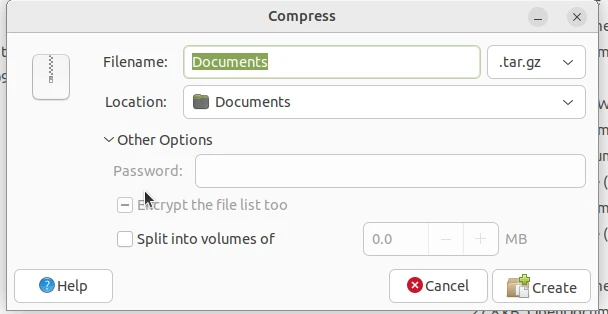 Compress
Filename: Documents .tar.gz
Location: Documents
Other Options
Password:
Encrypt the file list too
Split into volumes of 0.0 MB
Help Cancel Create